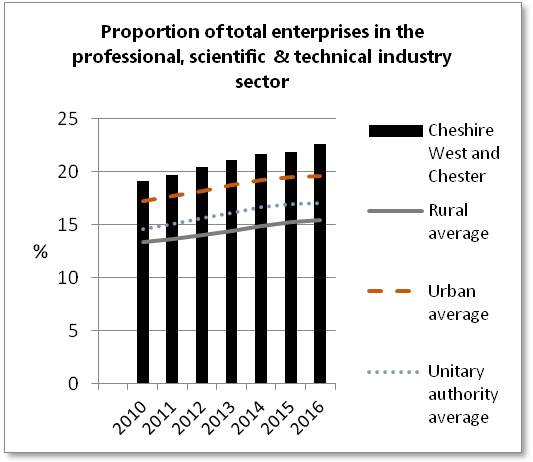 Proportion of total enterprises in the
professional, scientific & technical industry
sector
25
20
15
10
5
0
%
2010
2011
2012
2013
2014
2015
2016
Cheshire
West and
Chester
Rural
average
Urban
average
Unitary
authority
average